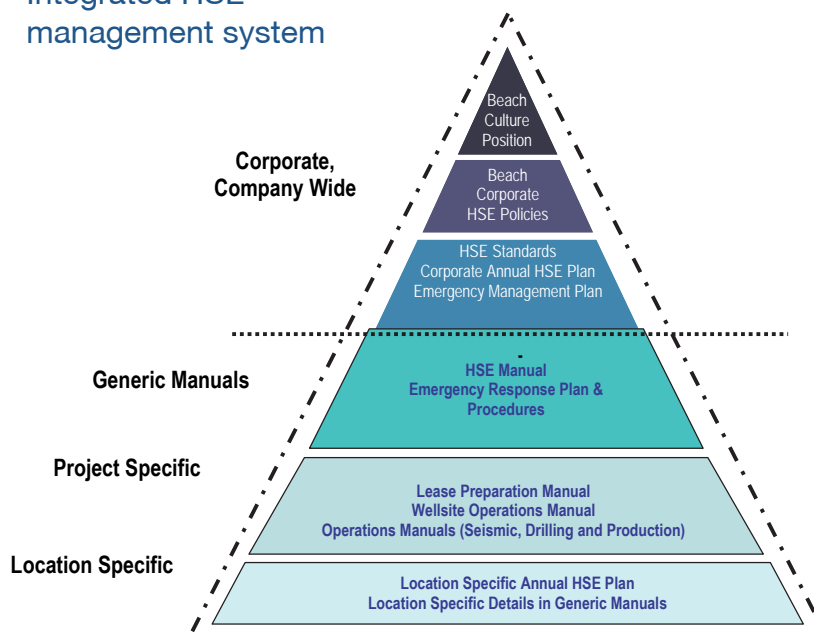 Integrated HSE
management system
Beach
Culture
Position
Corporate,
Company Wide
Beach
Corporate
HSE Policies
HSE Standards
Corporate Annual HSE Plan
Emergency Management Plan
-
Generic Manuals
HSE Manual
Emergency Response Plan &
Procedures
Project Specific
Lease Preparation Manual
Wellsite Operations Manual
Operations Manuals (Seismic, Drilling and Production)
Location Specific
Location Specific Annual HSE Plan
Location Specific Details in Generic Manuals